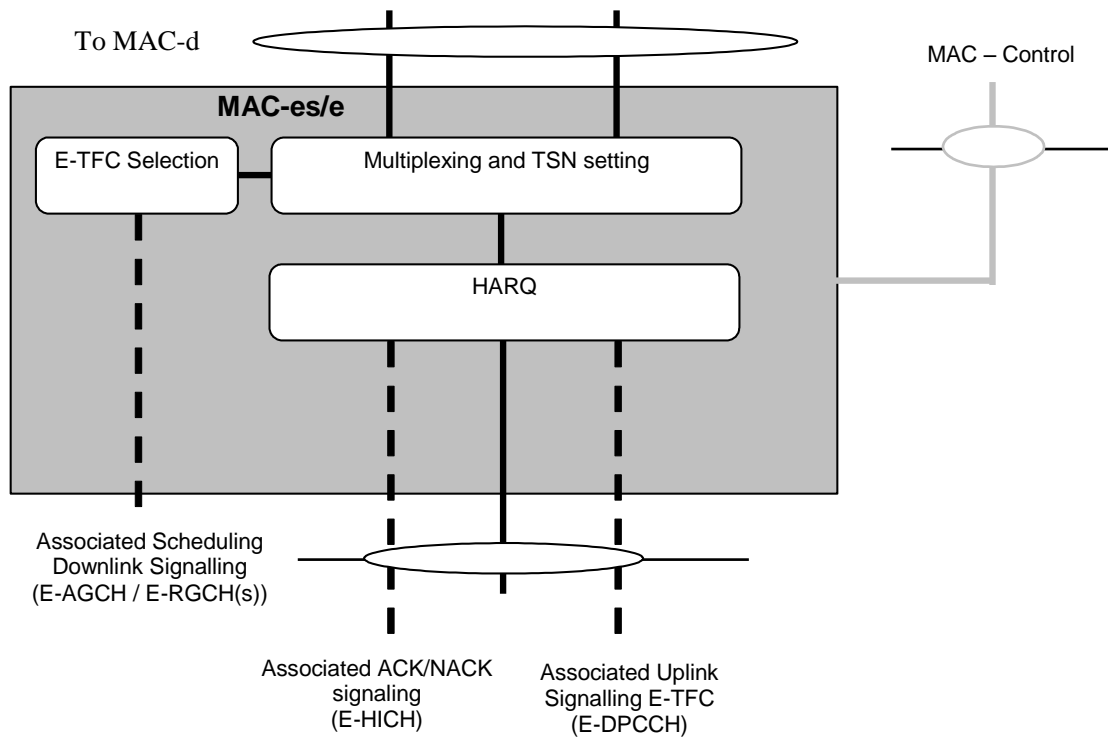 To MAC-d
MAC – Control
MAC-es/e
E-TFC Selection
Multiplexing and TSN setting
HARQ
Associated Scheduling
Downlink Signalling
(E-AGCH / E-RGCH(s))
Associated ACK/NACK
signaling
(E-HICH)
Associated Uplink
Signalling E-TFC
(E-DPCCH)